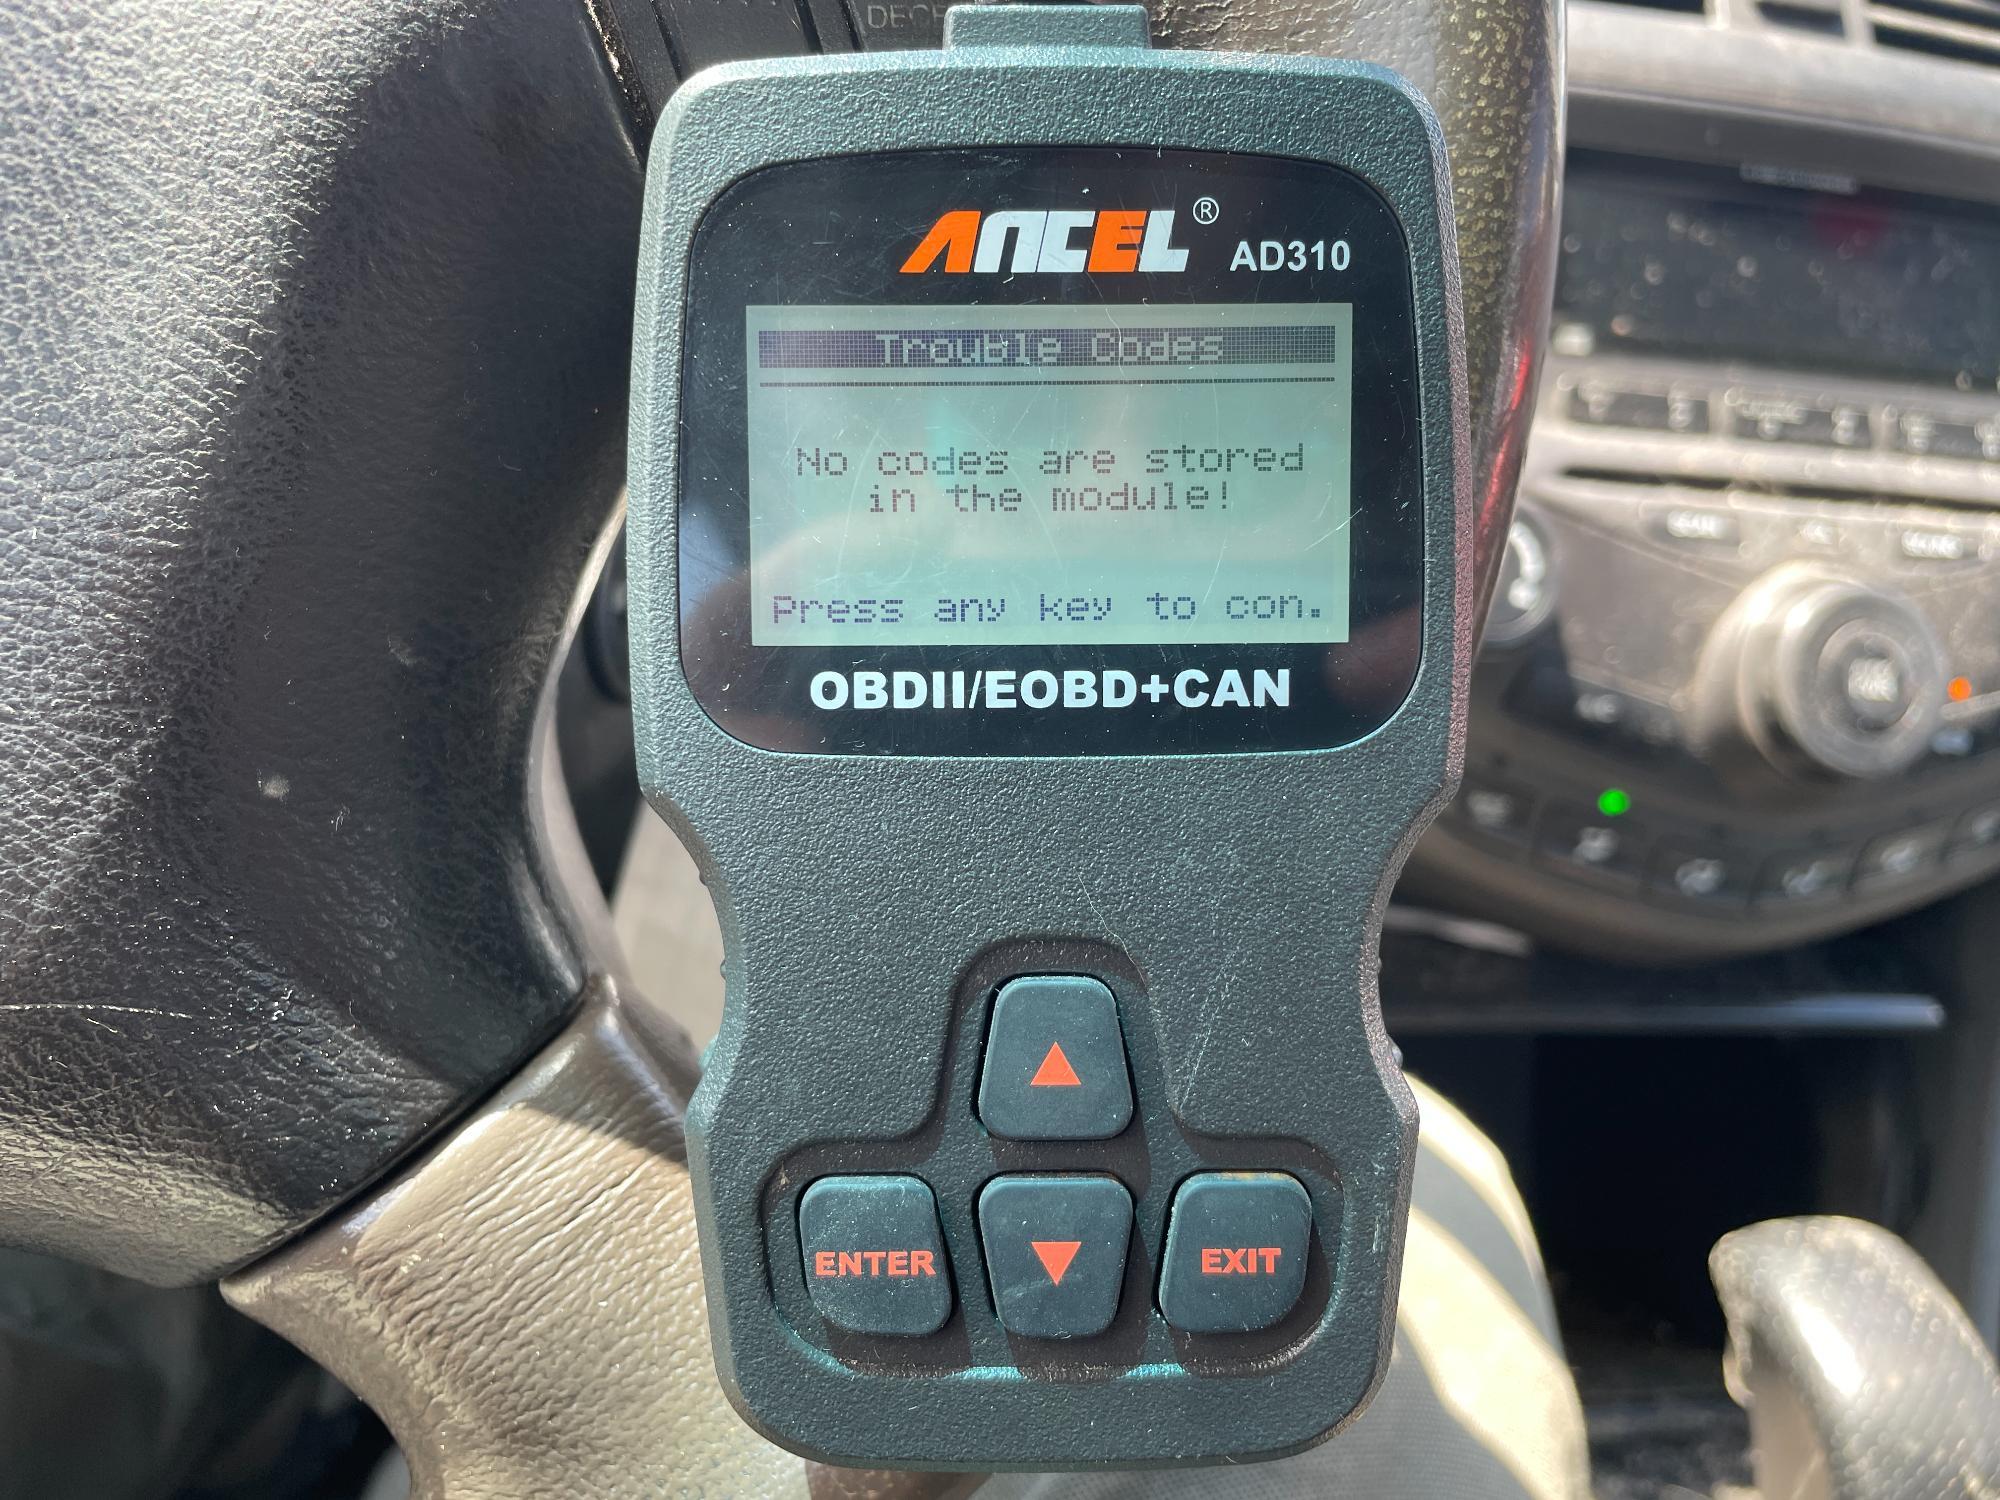 ANCEL®
AD310
Trouble Codes
No codes are stored
in the module!
Press any key to con.
OBDII/EOBD+CAN
ENTER
EXIT